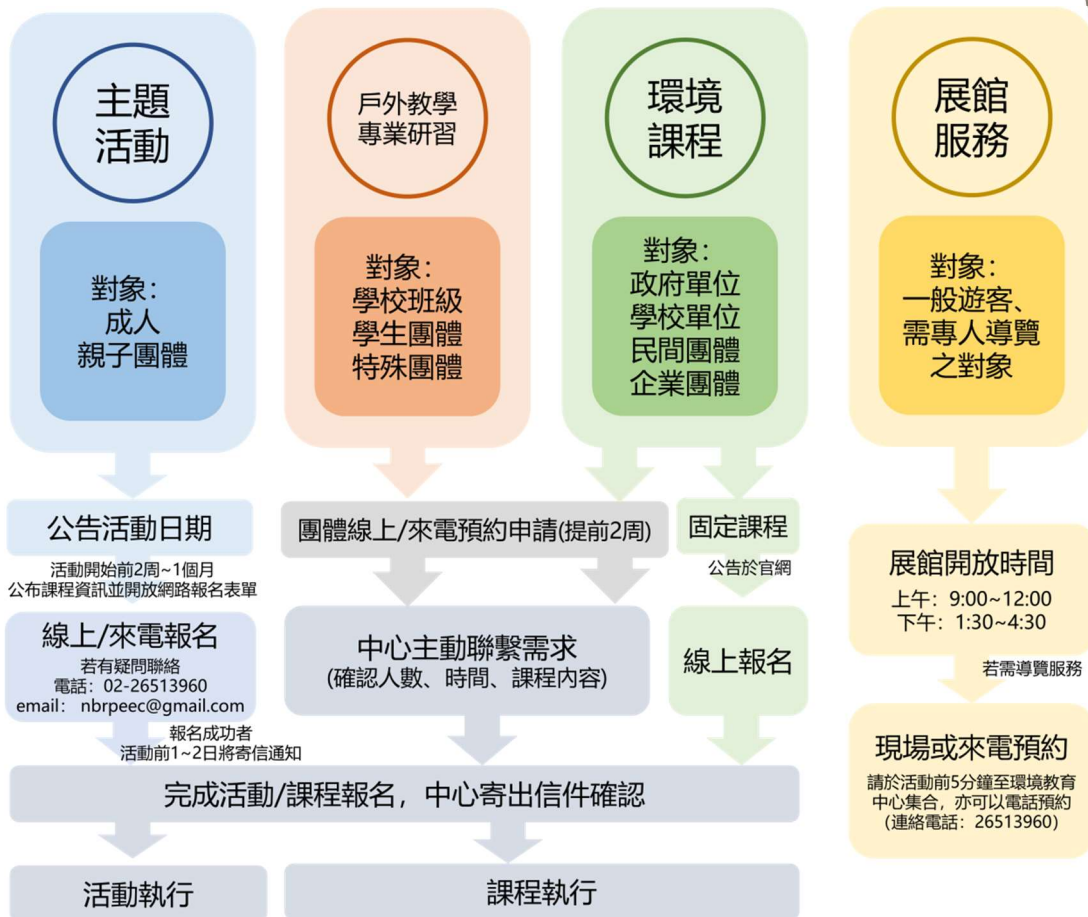 主題
活動
對象：
成人
親子團體
公告活動日期
活動開始前2周~1個月
公布課程資訊並開放網路報名表單
線上/來電報名
若有疑問聯絡
電話：02-26513960
email： nbrpeec@gmail.com
報名成功者
活動前1~2日將寄信通知
戶外教學
專業研習
對象：
學校班級
學生團體
特殊團體
環境
課程
對象：
政府單位
學校單位
民間團體
企業團體
團體線上/來電預約申請(提前2周)
中心主動聯繫需求
(確認人數、時間、課程內容)
固定課程
公告於官網
線上報名
完成活動/課程報名，中心寄出信件確認
活動執行
課程執行
展館
服務
對象：
一般遊客、
需專人導覽
之對象
展館開放時間
上午：9:00~12:00
下午：1:30~4:30
若需導覽服務
現場或來電預約
請於活動前5分鐘至環境教育
中心集合，亦可以電話預約
(連絡電話：26513960)